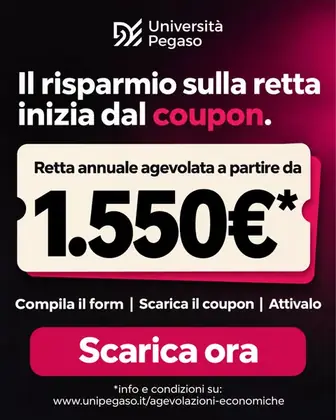 Università
Pegaso
Il risparmio sulla retta
inizia dal coupon.
Retta annuale agevolata a partire da
1.550€*
Compila il form | Scarica il coupon | Attivalo
Scarica ora
*info e condizioni su:
www.unipegaso.it/agevolazioni-economiche